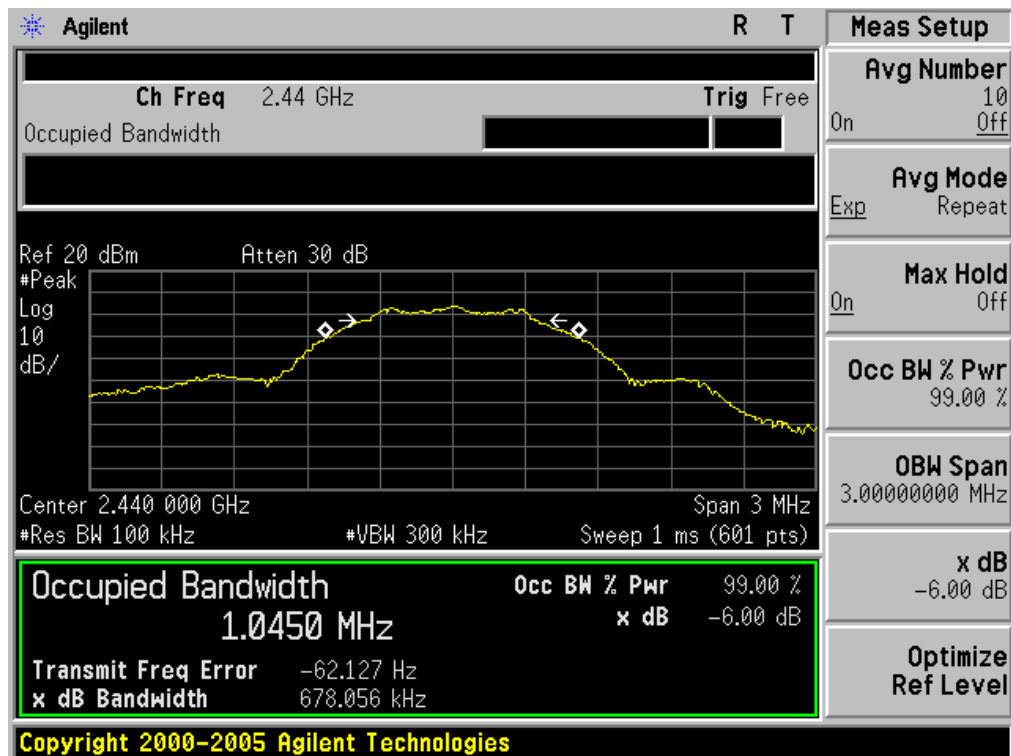 Agilent R T
Ch Freq 2.44 GHz Trig Free
Occupied Bandwidth
Ref 20 dBm Atten 30 dB
#Peak
Log
10
dB/
Center 2.440 000 GHz Span 3 MHz
#Res BW 100 kHz #VBW 300 kHz Sweep 1 ms (601 pts)
Occupied Bandwidth Occ BW % Pwr 99.00 %
1.0450 MHz x dB -6.00 dB
Transmit Freq Error -62.127 Hz
x dB Bandwidth 678.056 kHz
Copyright 2000-2005 Agilent Technologies
Meas Setup
Avg Number
10
On Off
Avg Mode
Exp Repeat
Max Hold
On Off
Occ BW % Pwr
99.00 %
OBW Span
3.00000000 MHz
x dB
-6.00 dB
Optimize
Ref Level